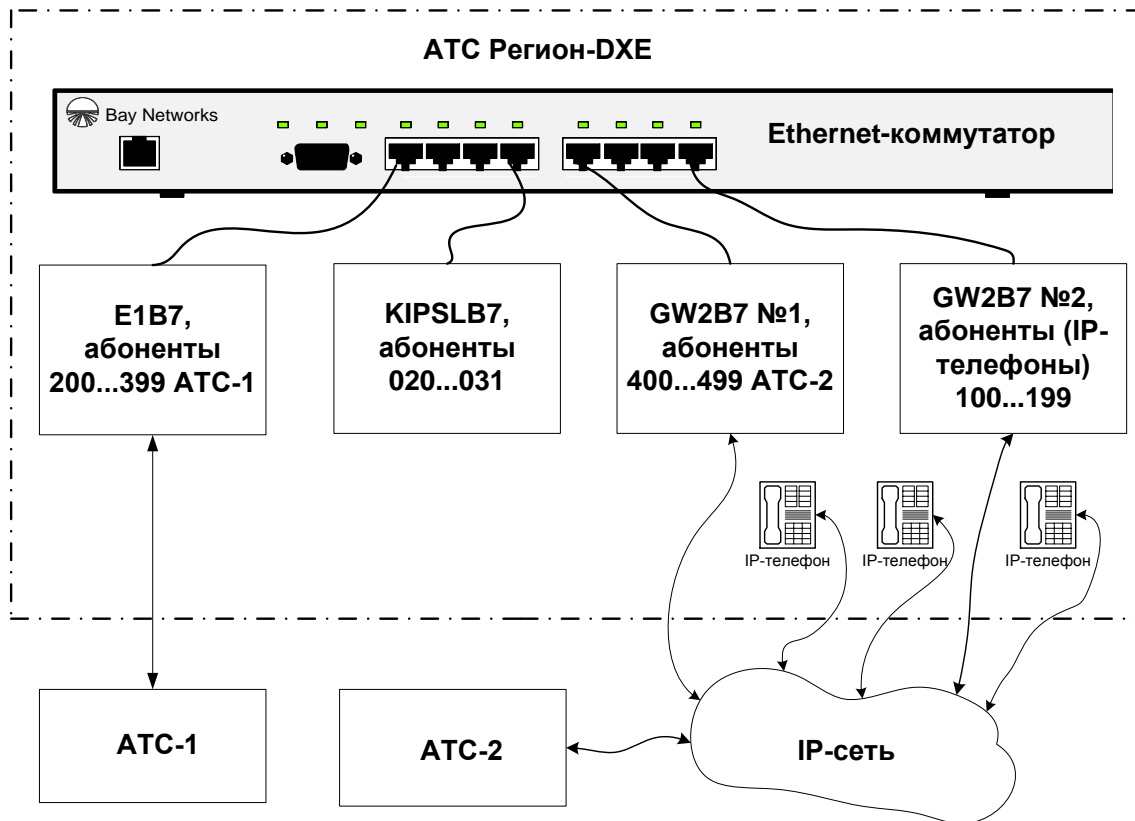 АТС Регион-DXE
Bay Networks
Ethernet-коммутатор
E1B7,
абоненты
200...399 АТС-1
KIPSLB7,
абоненты
020...031
GW2B7 №1,
абоненты
400...499 АТС-2
GW2B7 №2,
абоненты (IP-
телефоны)
100...199
IP-телефон
IP-телефон
IP-телефон
АТС-1
АТС-2
IP-сеть